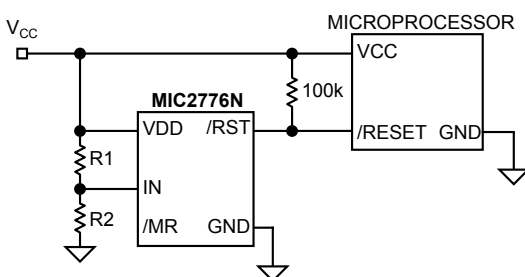 VCC
MICROPROCESSOR
VCC
MIC2776N
100k
VDD
/RST
/RESET
GND
R1
IN
R2
/MR
GND